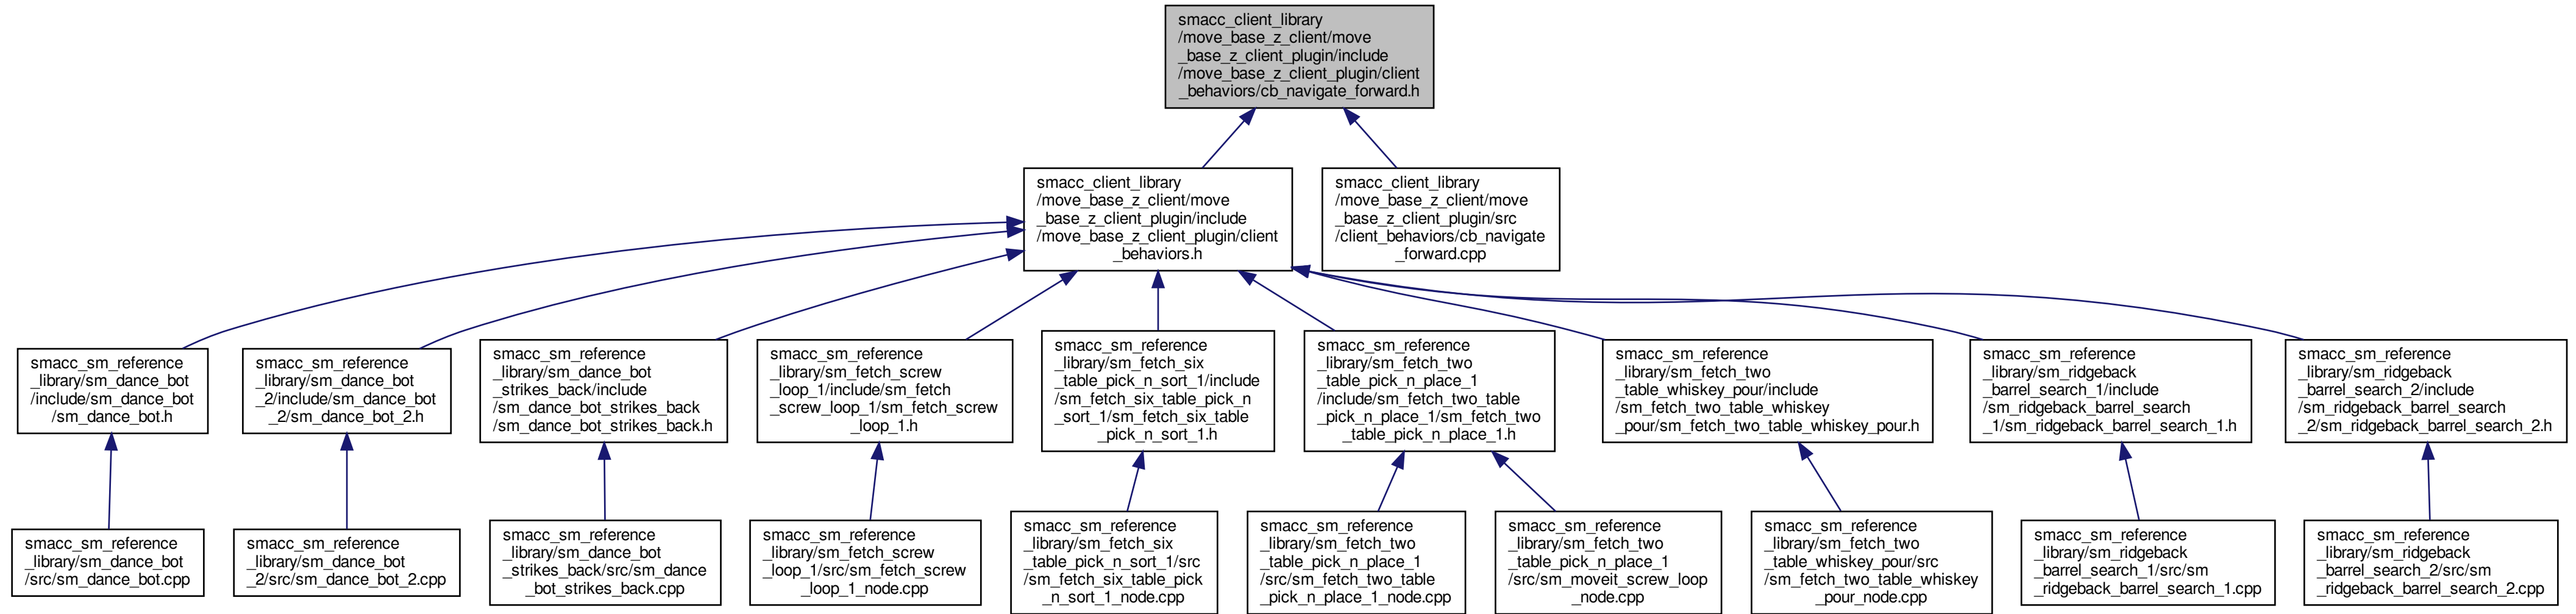 smacc_client_library
/move_base_z_client/move
_base_z_client_plugin/include
/move_base_z_client_plugin/client
_behaviors/cb_navigate_forward.h
smacc_client_library
/move_base_z_client/move
_base_z_client_plugin/include
/move_base_z_client_plugin/client
_behaviors.h
smacc_client_library
/move_base_z_client/move
_base_z_client_plugin/src
/client_behaviors/cb_navigate
_forward.cpp
smacc_sm_reference
_library/sm_dance_bot
/include/sm_dance_bot
/sm_dance_bot.h
smacc_sm_reference
_library/sm_dance_bot
_2/include/sm_dance_bot
_2/sm_dance_bot_2.h
smacc_sm_reference
_library/sm_dance_bot
_strikes_back/include
/sm_dance_bot_strikes_back
/sm_dance_bot_strikes_back.h
smacc_sm_reference
_library/sm_fetch_screw
_loop_1/include/sm_fetch
_screw_loop_1/sm_fetch_screw
_loop_1.h
smacc_sm_reference
_library/sm_fetch_six
_table_pick_n_sort_1/include
/sm_fetch_six_table_pick_n
_sort_1/sm_fetch_six_table
_pick_n_sort_1.h
smacc_sm_reference
_library/sm_fetch_two
_table_pick_n_place_1
/include/sm_fetch_two_table
_pick_n_place_1/sm_fetch_two
_table_pick_n_place_1.h
smacc_sm_reference
_library/sm_fetch_two
_table_whiskey_pour/include
/sm_fetch_two_table_whiskey
_pour/sm_fetch_two_table_whiskey_pour.h
smacc_sm_reference
_library/sm_ridgeback
_barrel_search_1/include
/sm_ridgeback_barrel_search
_1/sm_ridgeback_barrel_search_1.h
smacc_sm_reference
_library/sm_ridgeback
_barrel_search_2/include
/sm_ridgeback_barrel_search
_2/sm_ridgeback_barrel_search_2.h
smacc_sm_reference
_library/sm_dance_bot
/src/sm_dance_bot.cpp
smacc_sm_reference
_library/sm_dance_bot
_2/src/sm_dance_bot_2.cpp
smacc_sm_reference
_library/sm_dance_bot
_strikes_back/src/sm_dance
_bot_strikes_back.cpp
smacc_sm_reference
_library/sm_fetch_screw
_loop_1/src/sm_fetch_screw
_loop_1_node.cpp
smacc_sm_reference
_library/sm_fetch_six
_table_pick_n_sort_1/src
/sm_fetch_six_table_pick
_n_sort_1_node.cpp
smacc_sm_reference
_library/sm_fetch_two
_table_pick_n_place_1
/src/sm_fetch_two_table
_pick_n_place_1_node.cpp
smacc_sm_reference
_library/sm_fetch_two
_table_pick_n_place_1
/src/sm_moveit_screw_loop
_node.cpp
smacc_sm_reference
_library/sm_fetch_two
_table_whiskey_pour/src
/sm_fetch_two_table_whiskey
_pour_node.cpp
smacc_sm_reference
_library/sm_ridgeback
_barrel_search_1/src/sm
_ridgeback_barrel_search_1.cpp
smacc_sm_reference
_library/sm_ridgeback
_barrel_search_2/src/sm
_ridgeback_barrel_search_2.cpp